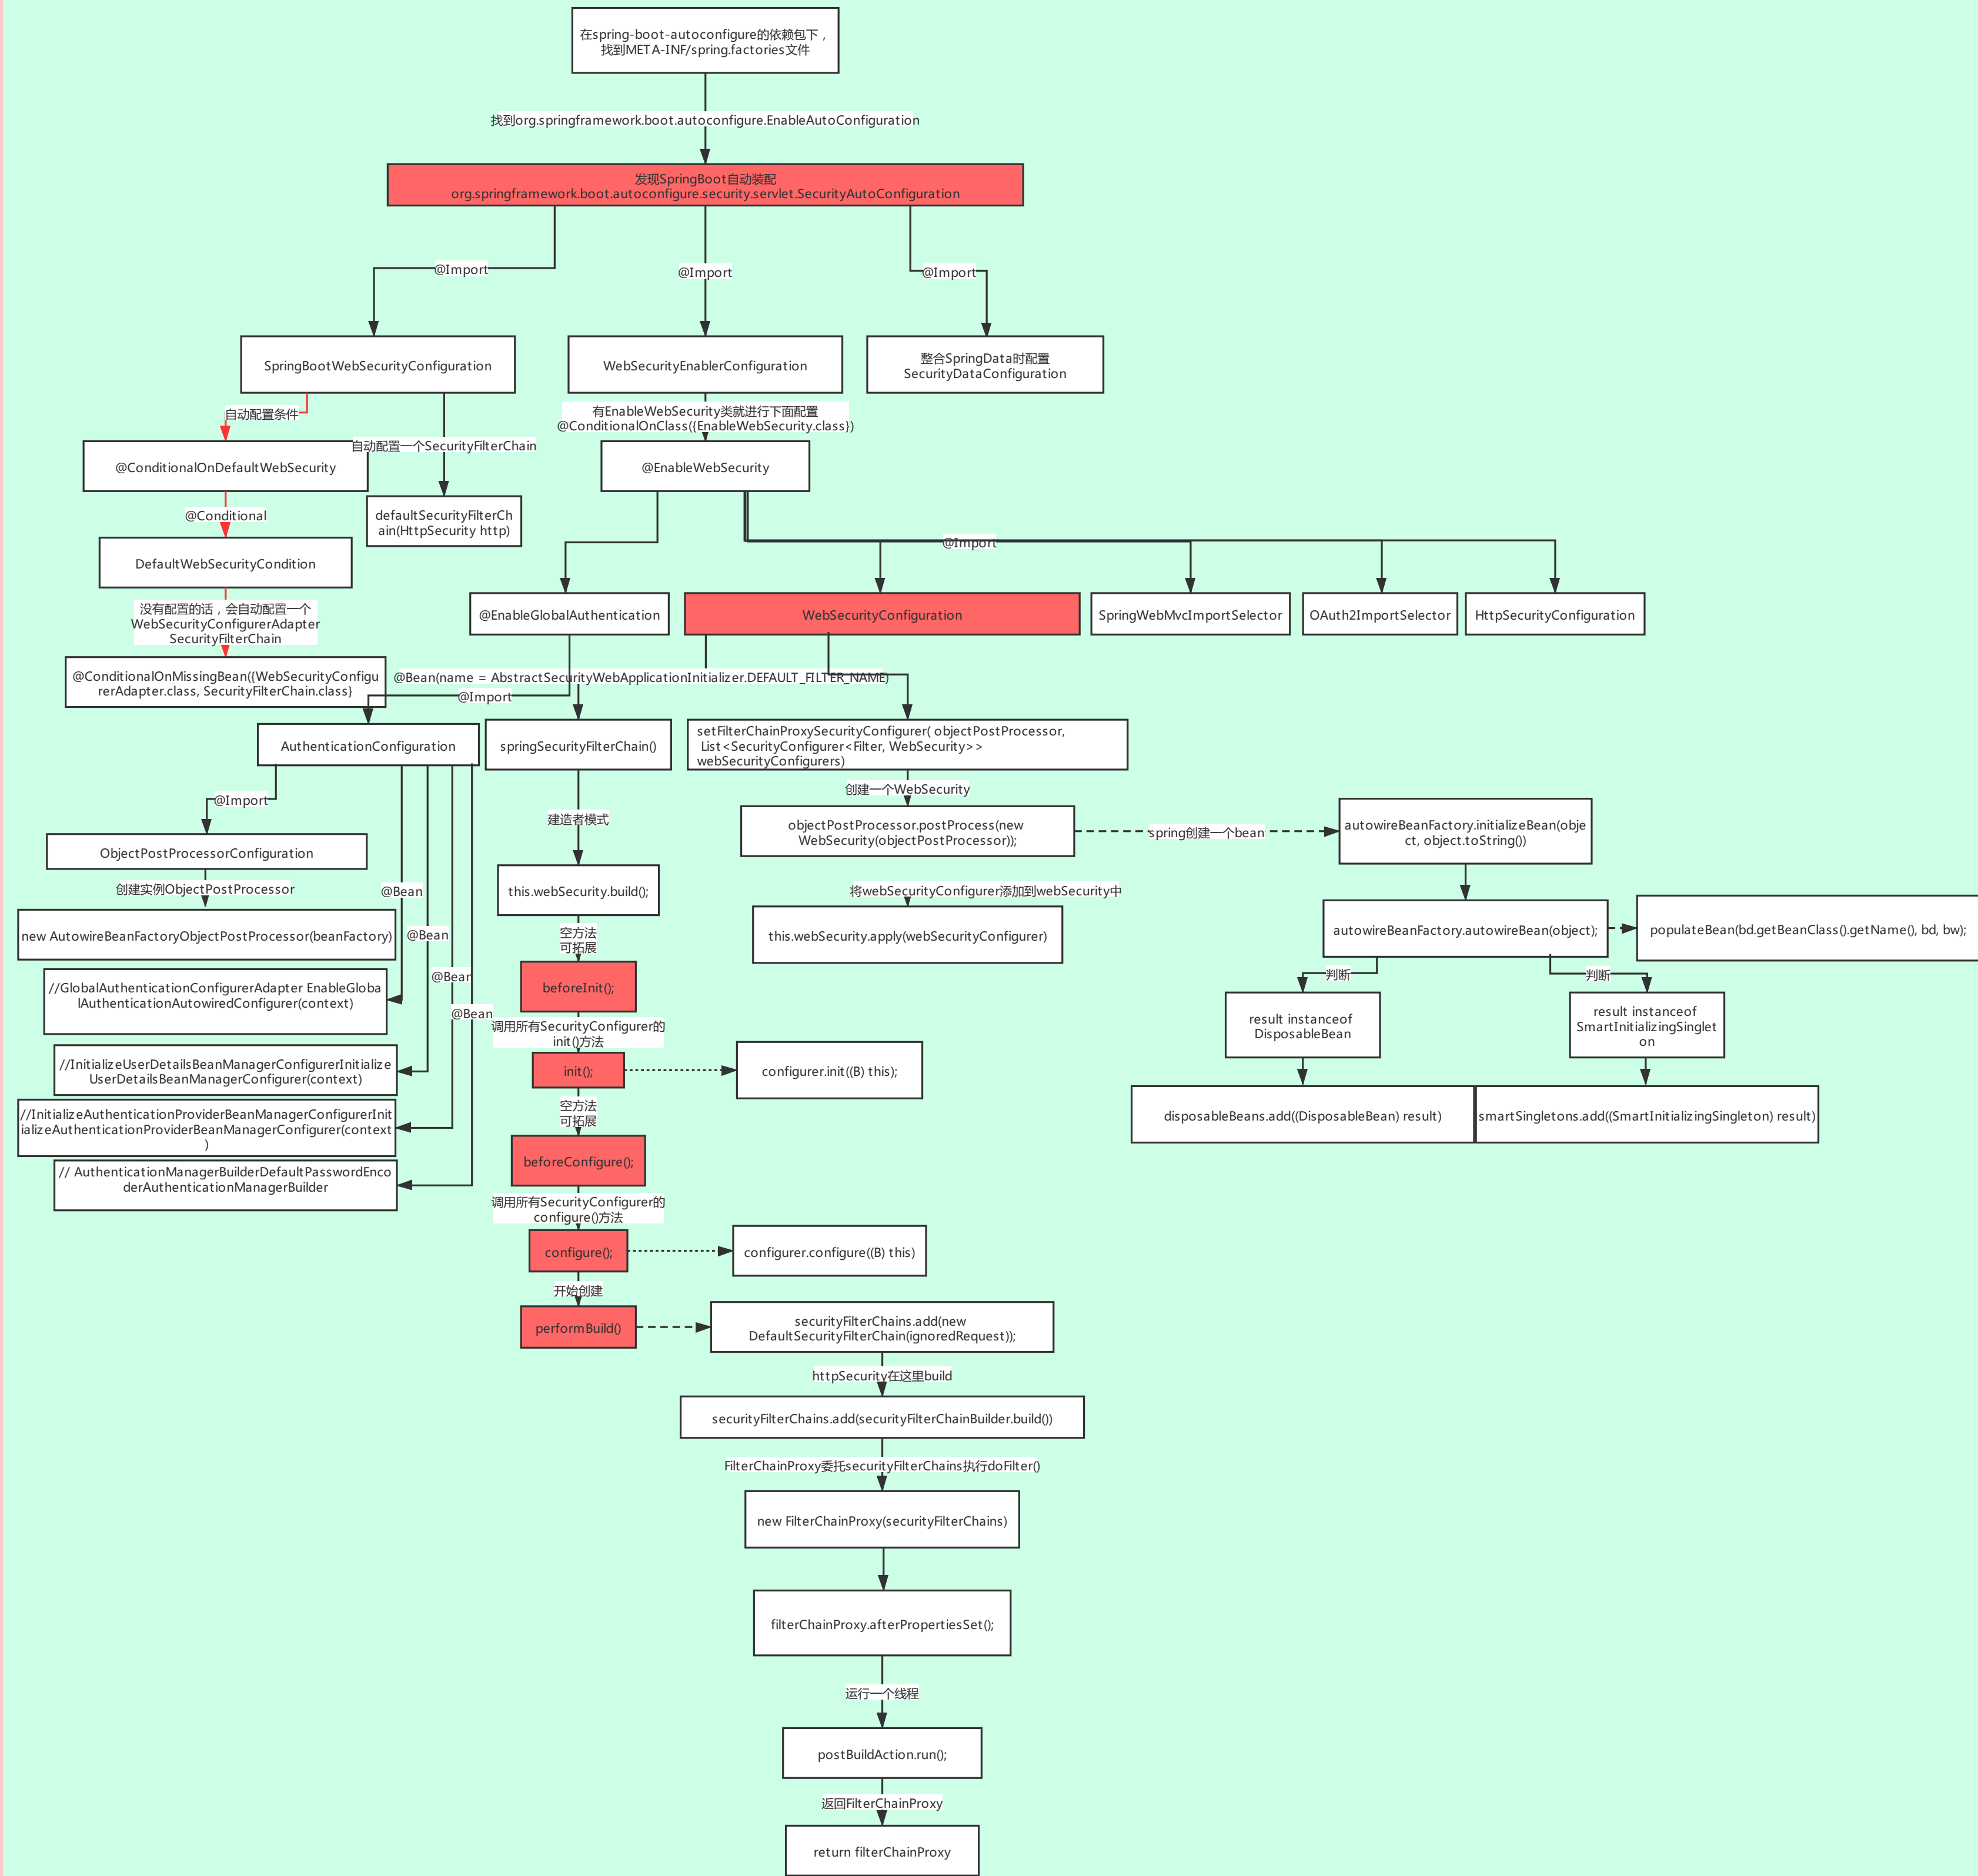 在spring-boot-autoconfigure的依赖包下，
找到META-INF/spring.factories文件
找到org.springframework.boot.autoconfigure.EnableAutoConfiguration
发现SpringBoot自动装配
org.springframework.boot.autoconfigure.security.servlet.SecurityAutoConfiguration
@Import
@Import
@Import
SpringBootWebSecurityConfiguration
WebSecurityEnablerConfiguration
整合SpringData时配置
SecurityDataConfiguration
自动配置条件
有EnableWebSecurity类就进行下面配置
@ConditionalOnClass({EnableWebSecurity.class})
自动配置一个SecurityFilterChain
@ConditionalOnDefaultWebSecurity
@EnableWebSecurity
@Conditional
defaultSecurityFilterCh
ain(HttpSecurity http)
@Import
DefaultWebSecurityCondition
没有配置的话，会自动配置一个
WebSecurityConfigurerAdapter
SecurityFilterChain
@EnableGlobalAuthentication
WebSecurityConfiguration
SpringWebMvcImportSelector
OAuth2ImportSelector
HttpSecurityConfiguration
@ConditionalOnMissingBean({WebSecurityConfigu
rerAdapter.class, SecurityFilterChain.class}
@Bean(name = AbstractSecurityWebApplicationInitializer.DEFAULT_FILTER_NAME)
@Import
AuthenticationConfiguration
springSecurityFilterChain()
setFilterChainProxySecurityConfigurer( objectPostProcessor,
List<SecurityConfigurer<Filter, WebSecurity>>
webSecurityConfigurers)
创建一个WebSecurity
@Import
建造者模式
objectPostProcessor.postProcess(new
WebSecurity(objectPostProcessor));
spring创建一个bean
autowireBeanFactory.initializeBean(obje
ct, object.toString())
ObjectPostProcessorConfiguration
创建实例ObjectPostProcessor
@Bean
this.webSecurity.build();
将webSecurityConfigurer添加到webSecurity中
new AutowireBeanFactoryObjectPostProcessor(beanFactory)
@Bean
空方法
可拓展
this.webSecurity.apply(webSecurityConfigurer)
autowireBeanFactory.autowireBean(object);
populateBean(bd.getBeanClass().getName(), bd, bw);
@Bean
判断
判断
//GlobalAuthenticationConfigurerAdapter EnableGloba
lAuthenticationAutowiredConfigurer(context)
beforeInit();
@Bean
result instanceof
DisposableBean
result instanceof
SmartInitializingSinglet
on
调用所有SecurityConfigurer的
init()方法
//InitializeUserDetailsBeanManagerConfigurerInitialize
UserDetailsBeanManagerConfigurer(context)
init();
configurer.init((B) this);
空方法
可拓展
//InitializeAuthenticationProviderBeanManagerConfigurerInit
ializeAuthenticationProviderBeanManagerConfigurer(context
)
disposableBeans.add((DisposableBean) result)
smartSingletons.add((SmartInitializingSingleton) result)
beforeConfigure();
// AuthenticationManagerBuilderDefaultPasswordEnco
derAuthenticationManagerBuilder
调用所有SecurityConfigurer的
configure()方法
configure();
configurer.configure((B) this)
开始创建
performBuild()
securityFilterChains.add(new
DefaultSecurityFilterChain(ignoredRequest));
httpSecurity在这里build
securityFilterChains.add(securityFilterChainBuilder.build())
FilterChainProxy委托securityFilterChains执行doFilter()
new FilterChainProxy(securityFilterChains)
filterChainProxy.afterPropertiesSet();
运行一个线程
postBuildAction.run();
返回FilterChainProxy
return filterChainProxy